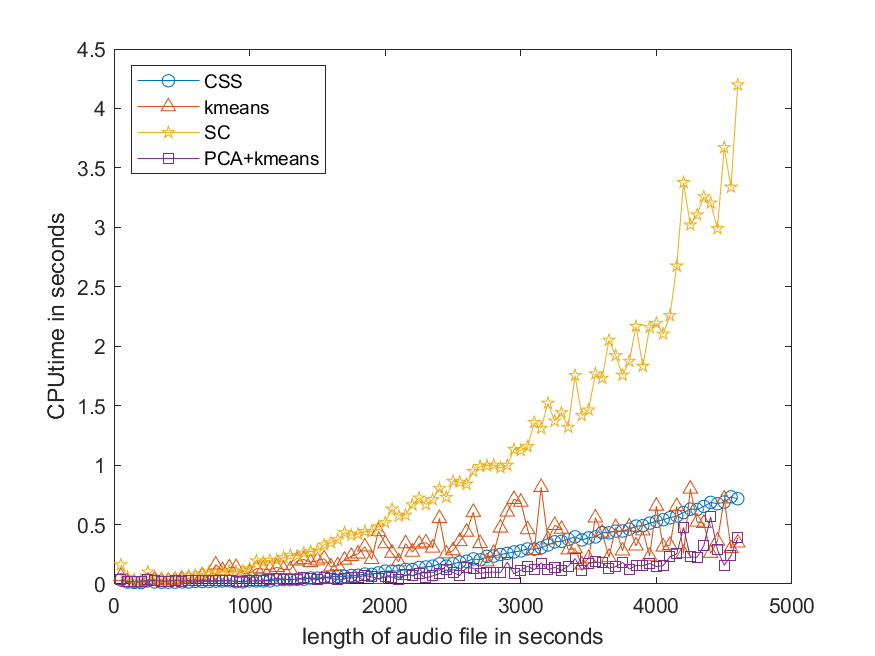 4.5
4
3.5
3
2.5
2
1.5
1
0.5
0
CPUtime in seconds
CSS
kmeans
SC
PCA+kmeans
0 1000 2000 3000 4000 5000
length of audio file in seconds